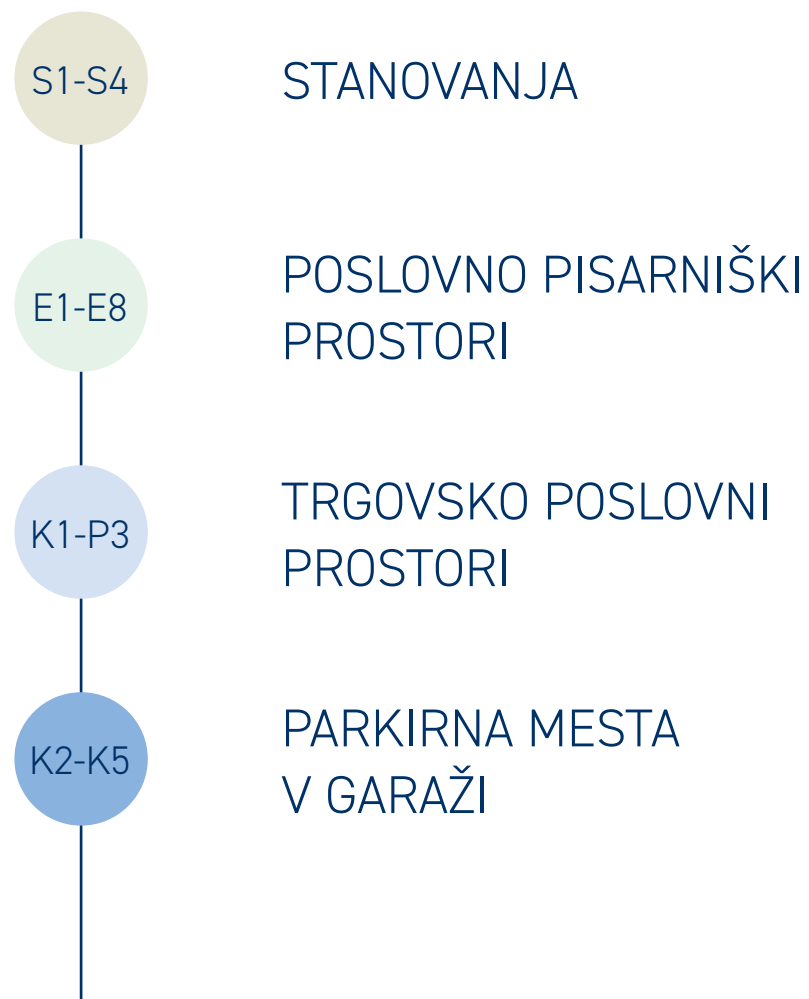 S1-S4
STANOVANJA
E1-E8
POSLOVNO PISARNIŠKI
PROSTORI
K1-P3
TRGOVSKO POSLOVNI
PROSTORI
K2-K5
PARKIRNA MESTA
V GARAŽI